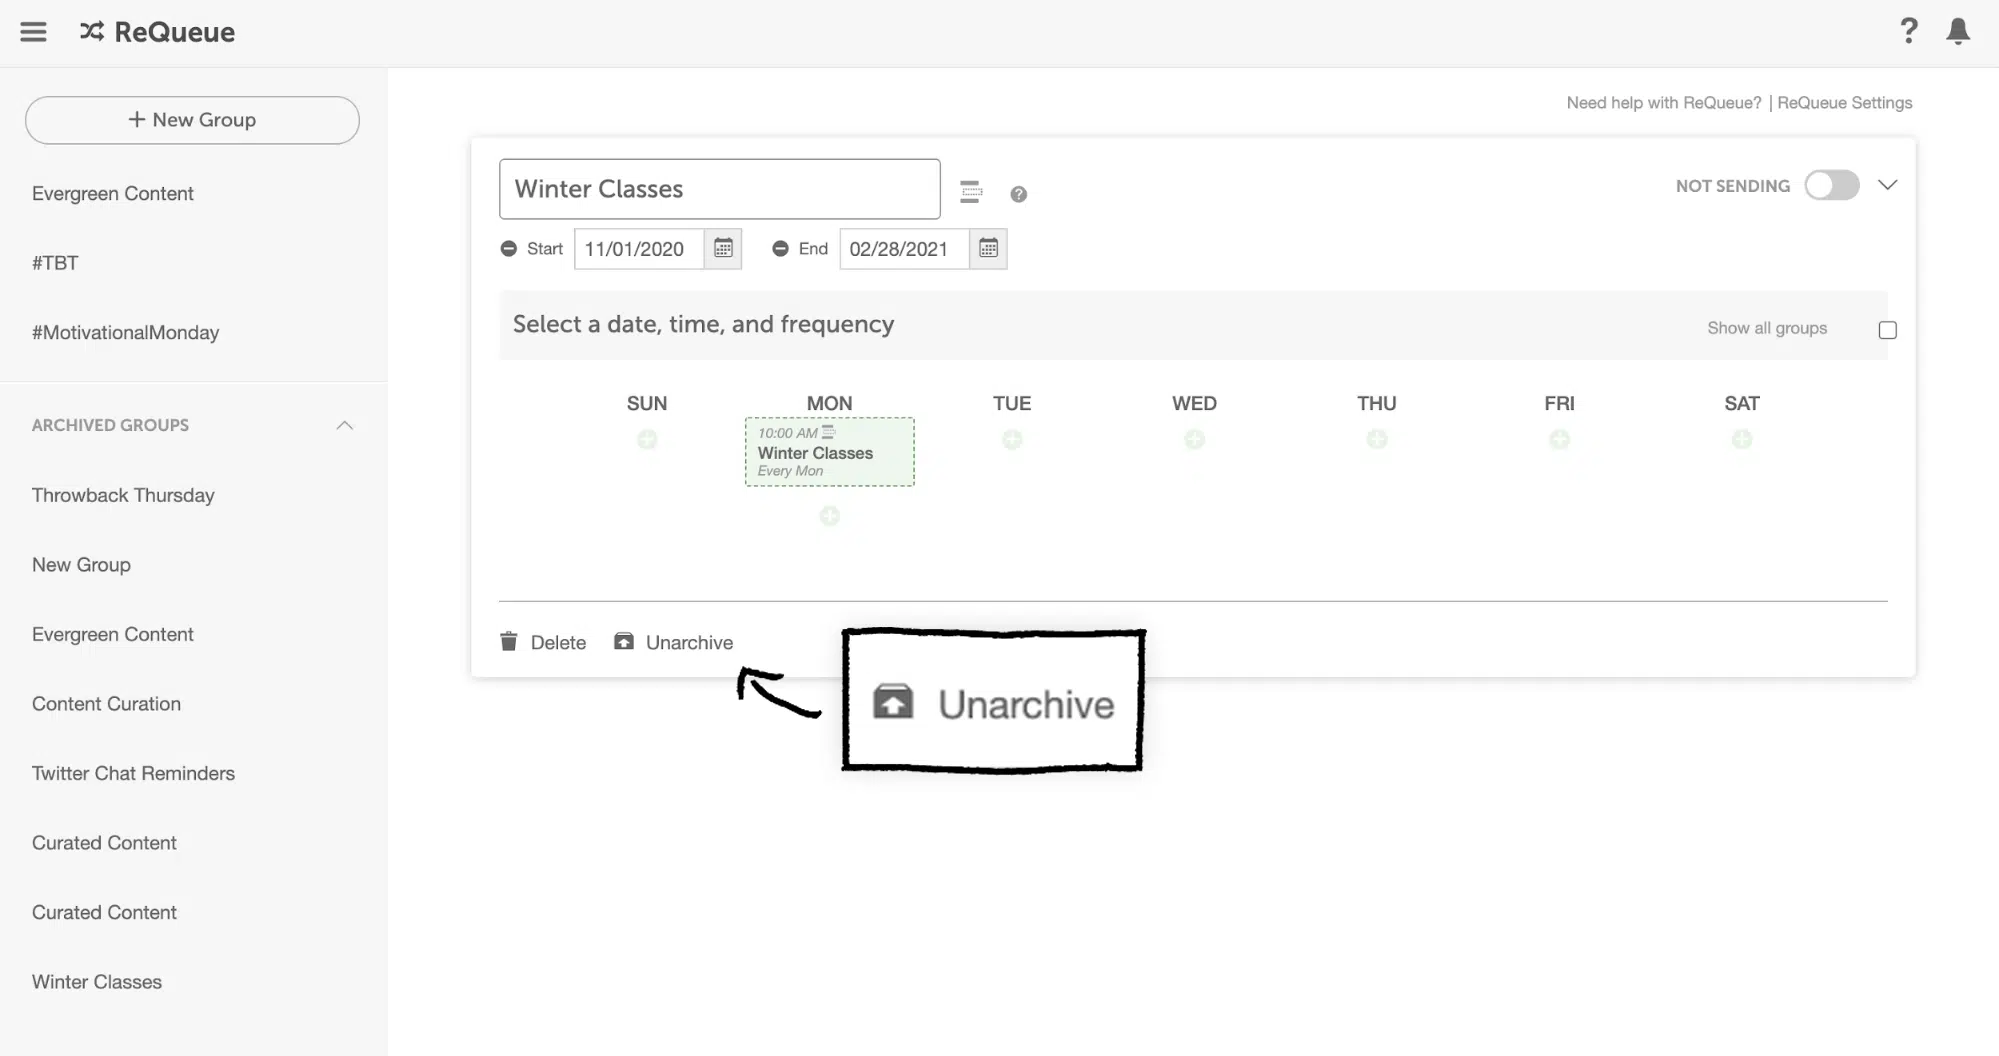 ReQueue
?
+ New Group
Evergreen Content
#TBT
#MotivationalMonday
ARCHIVED GROUPS
Throwback Thursday
New Group
Evergreen Content
Content Curation
Twitter Chat Reminders
Curated Content
Curated Content
Winter Classes
Need help with ReQueue? | ReQueue Settings
Winter Classes
?
NOT SENDING
Start 11/01/2020 End 02/28/2021
Select a date, time, and frequency
Show all groups
SUN MON TUE WED THU FRI SAT
10:00 AM
Winter Classes
Every Mon
Delete Unarchive
Unarchive